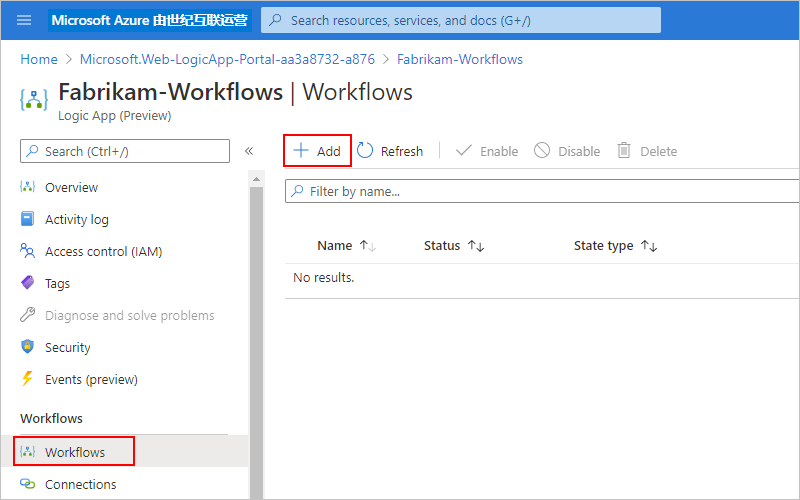 Microsoft Azure 由世纪互联运营
Search resources, services, and docs (G+/)
Home > Microsoft.Web-LogicApp-Portal-aa3a8732-a876 > Fabrikam-Workflows
Fabrikam-Workflows | Workflows
Logic App (Preview)
Search (Ctrl+/)
«
Overview
Activity log
Access control (IAM)
Tags
Diagnose and solve problems
Security
Events (preview)
Workflows
Workflows
Connections
Add
Refresh
Enable
Disable
Delete
Filter by name...
Name ↑↓
Status ↑↓
State type ↑↓
No results.